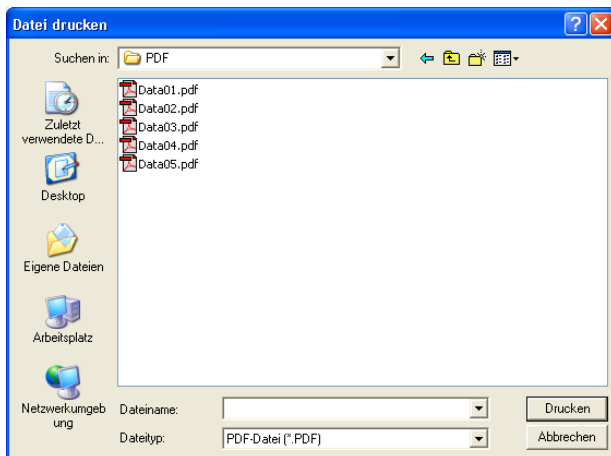 Datei drucken
Suchen in: PDF
Data01.pdf
Data02.pdf
Data03.pdf
Data04.pdf
Data05.pdf
Zuletzt
verwendete D...
Desktop
Eigene Dateien
Arbeitsplatz
Netzwerkumgeb
ung
Dateiname:
Drucken
Dateityp: PDF-Datei (*.PDF)
Abbrechen